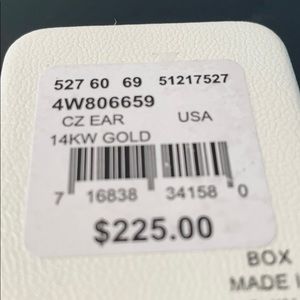 527 60 69 51217527
4W806659
CZ EAR USA
14KW GOLD
7 16838 34158 0
$225.00
BOX
MADE